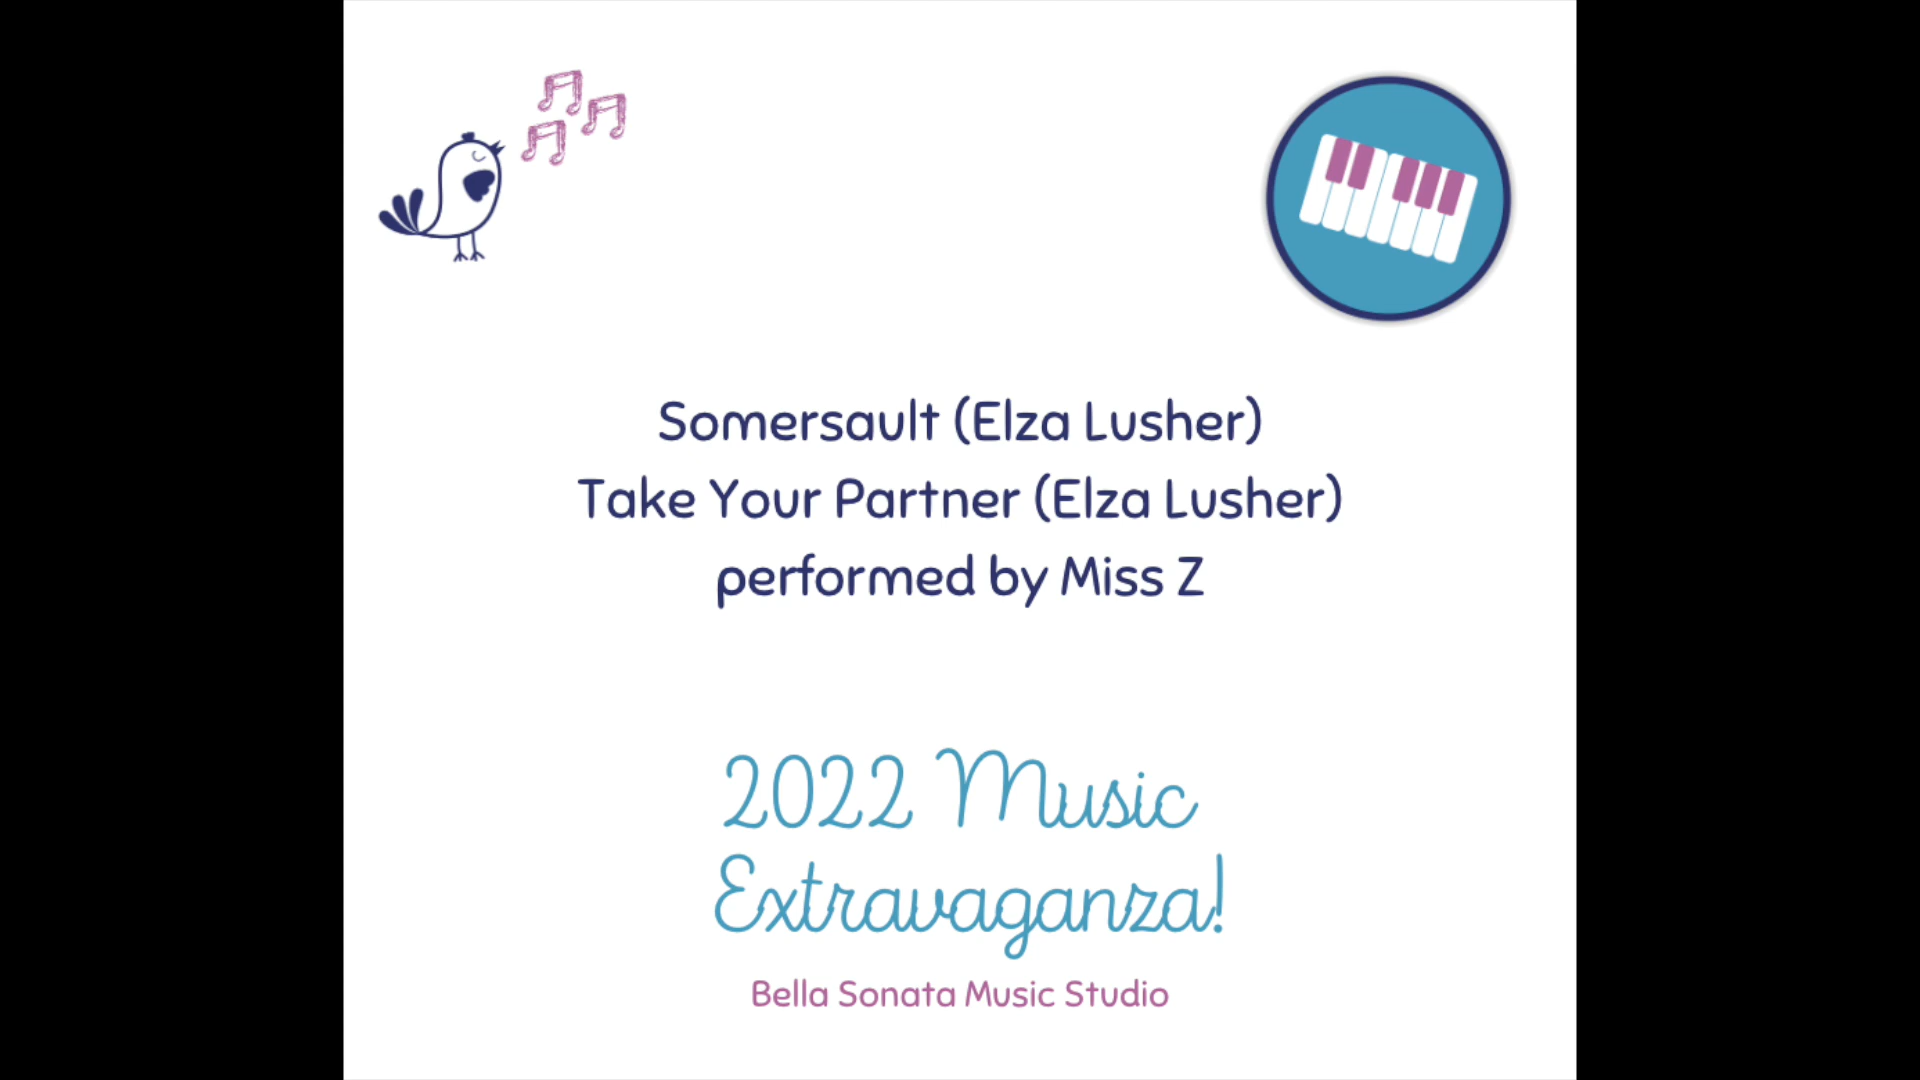 Somersault (Elza Lusher)
Take Your Partner (Elza Lusher)
performed by Miss Z
2022 Music
Extravaganza!
Bella Sonata Music Studio